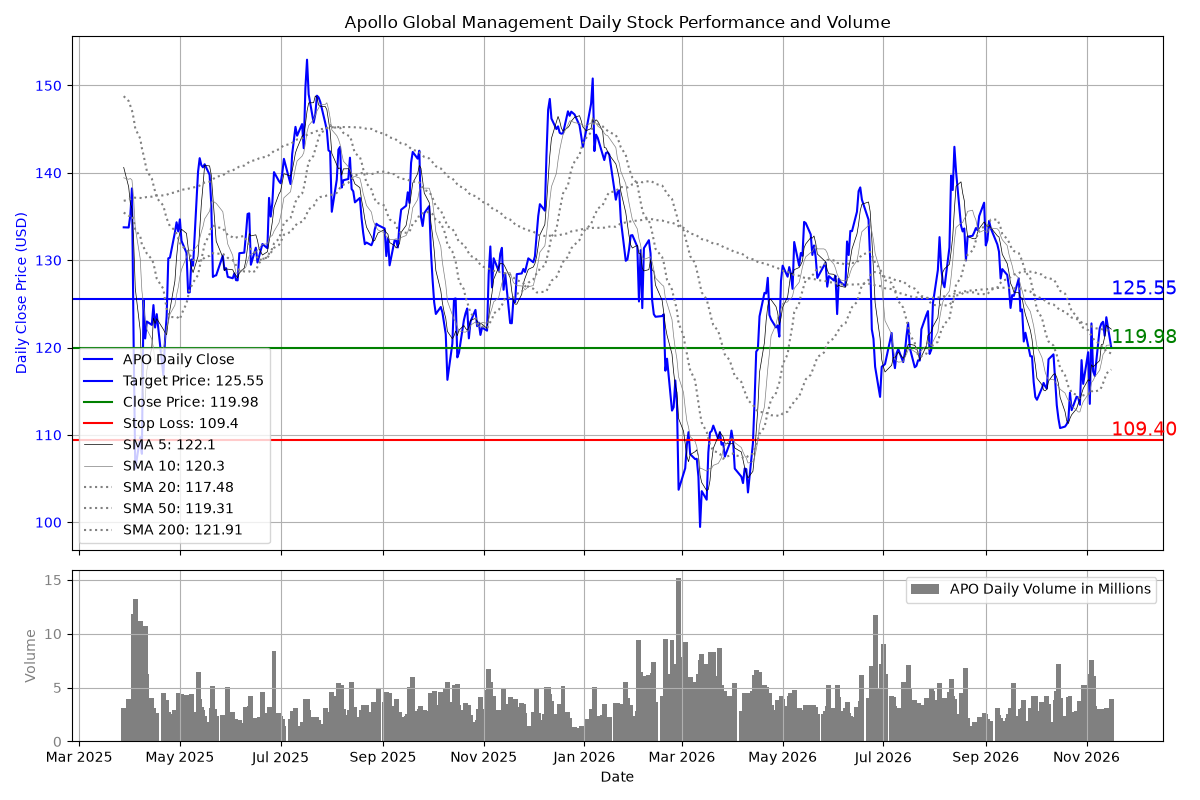 Apollo Global Management Daily Stock Performance and Volume
Daily Close Price (USD)
150
140
130
120
110
100
125.55
119.98
109.40
APO Daily Close
Target Price: 125.55
Close Price: 119.98
Stop Loss: 109.4
SMA 5: 122.1
SMA 10: 120.3
SMA 20: 117.48
SMA 50: 119.31
SMA 200: 121.91
Volume
15
10
5
0
APO Daily Volume in Millions
Mar 2025 May 2025 Jul 2025 Sep 2025 Nov 2025 Jan 2026 Mar 2026 May 2026 Jul 2026 Sep 2026 Nov 2026
Date